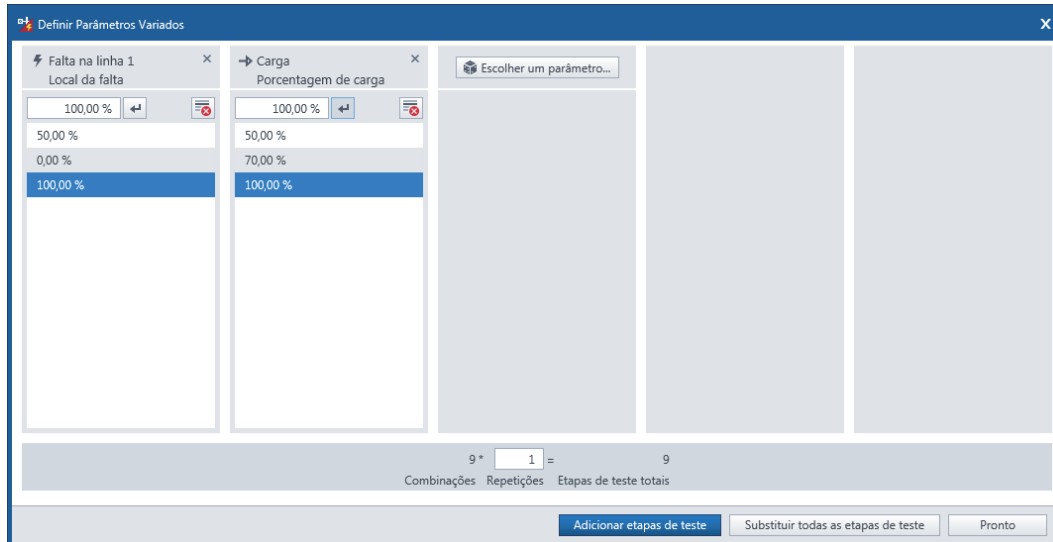 Definir Parâmetros Variados
X
Falta na linha 1 ×
Local da falta
100,00 %
50,00 %
0,00 %
100,00 %
Carga ×
Porcentagem de carga
100,00 %
50,00 %
70,00 %
100,00 %
Escolher um parâmetro...
9 * 1 = 9
Combinações Repetições Etapas de teste totais
Adicionar etapas de teste Substituir todas as etapas de teste Pronto